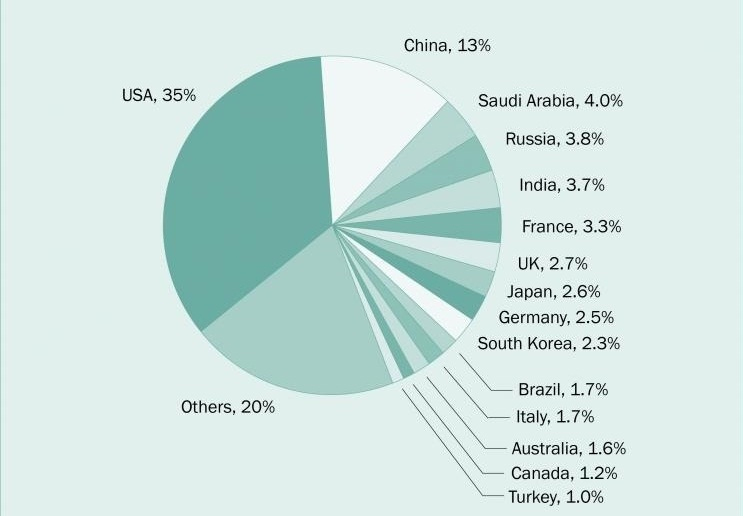 China, 13%
USA, 35%
Saudi Arabia, 4.0%
Russia, 3.8%
India, 3.7%
France, 3.3%
UK, 2.7%
Japan, 2.6%
Germany, 2.5%
South Korea, 2.3%
Brazil, 1.7%
Others, 20%
Italy, 1.7%
Australia, 1.6%
Canada, 1.2%
Turkey, 1.0%